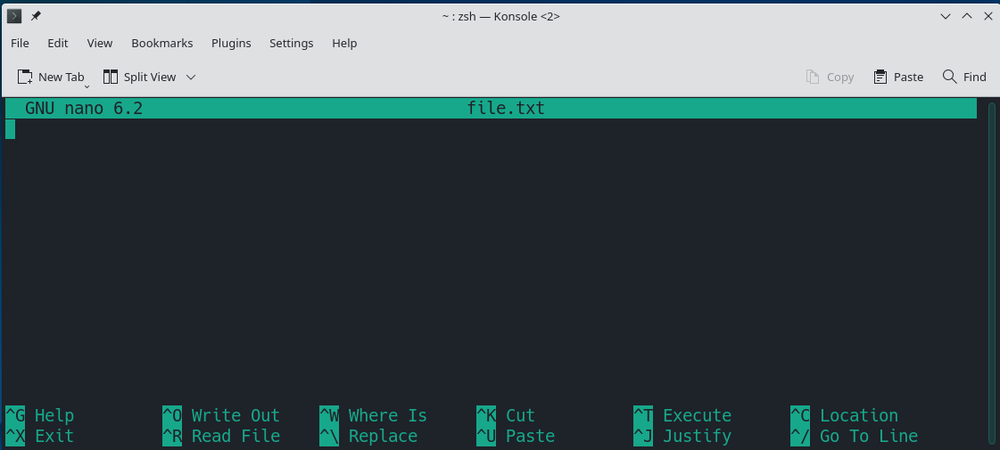 ~ : zsh — Konsole <2>
File Edit View Bookmarks Plugins Settings Help
New Tab Split View Copy Paste Find
GNU nano 6.2 file.txt
^G Help ^O Write Out ^W Where Is ^K Cut ^T Execute ^C Location
^X Exit ^R Read File ^\ Replace ^U Paste ^J Justify ^/ Go To Line